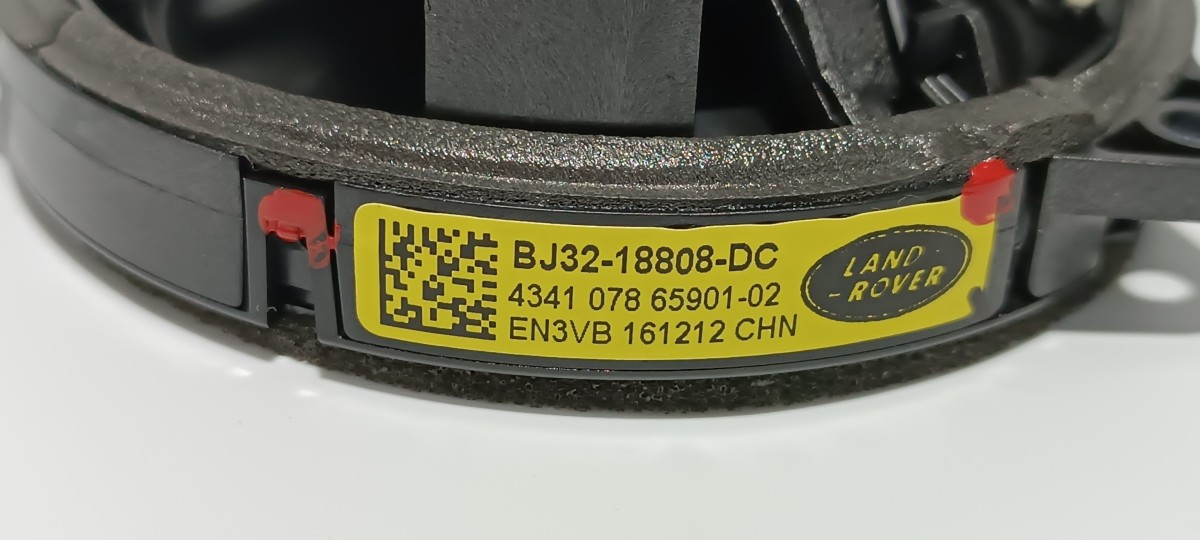 BJ32-18808-DC
4341 078 65901-02
EN3VB 161212 CHN
LAND
-ROVER